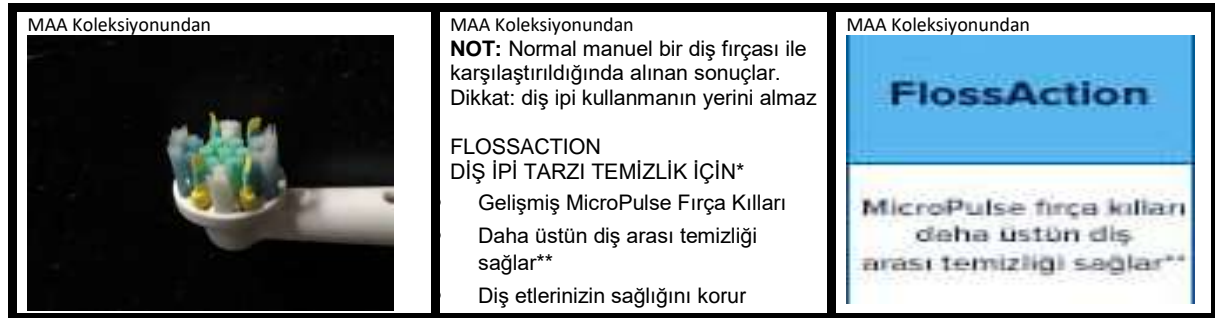 MAA Koleksiyonundan
MAA Koleksiyonundan
NOT: Normal manuel bir diş fırçası ile
karşılaştırıldığında alınan sonuçlar.
Dikkat: diş ipi kullanmanın yerini almaz
FLOSSACTION
DİŞ İPİ TARZI TEMİZLİK İÇİN*
Gelişmiş MicroPulse Fırça Kılları
Daha üstün diş arası temizliği
sağlar**
Diş etlerinizin sağlığını korur
MAA Koleksiyonundan
FlossAction
MicroPulse fırça kılları
daha üstün diş
arası temizliği sağlar**